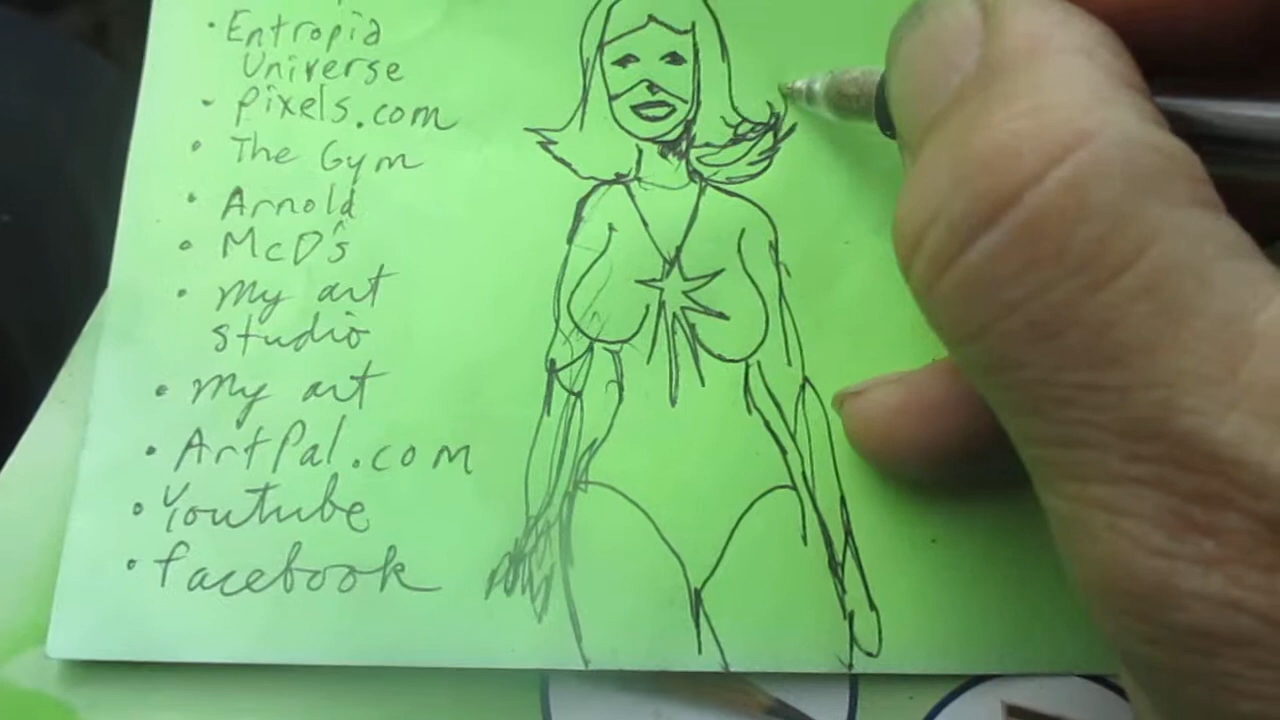 • Entropia
Universe
• pixels.com
• The Gym
• Arnold
• McD's
• my art
studio
• my art
• ArtPal.com
• Youtube
• facebook